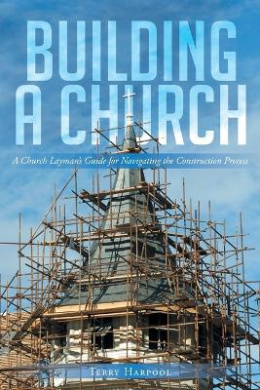 BUILDING
A CHURCH
A Church Layman's Guide for Navigating the Construction Process
TERRY HARPOOL